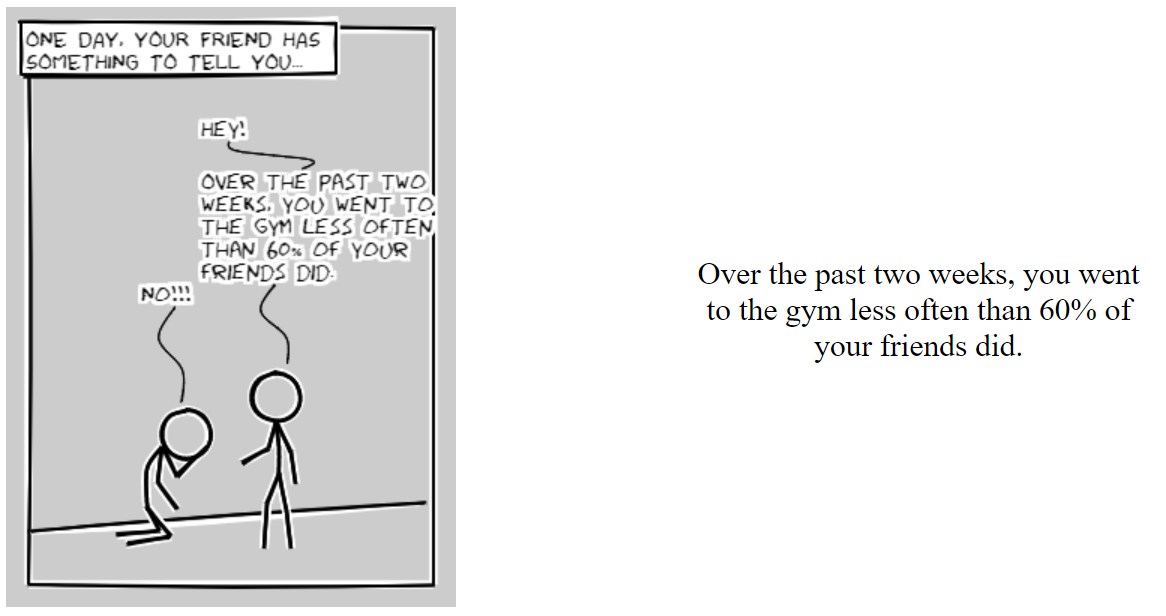 ONE DAY, YOUR FRIEND HAS
SOMETHING TO TELL YOU...
HEY!
OVER THE PAST TWO
WEEKS, YOU WENT TO
THE GYM LESS OFTEN
THAN 60% OF YOUR
FRIENDS DID.
NO!!!
Over the past two weeks, you went
to the gym less often than 60% of
your friends did.